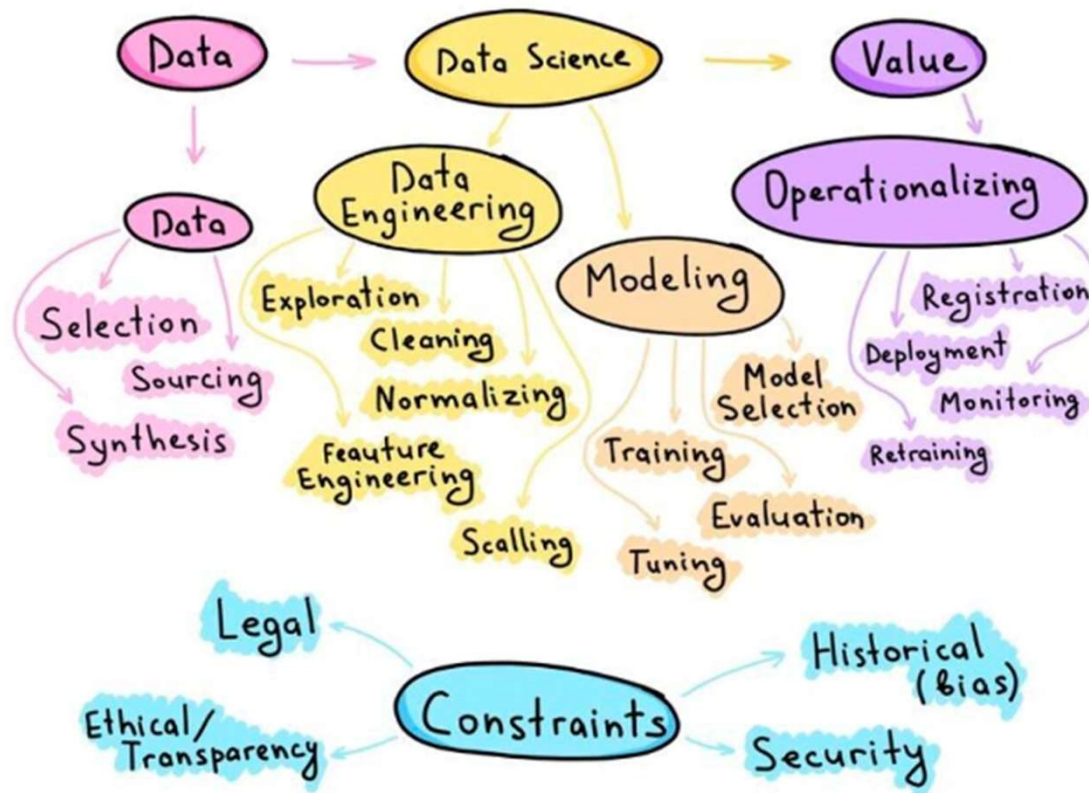 Data
Data Science
Value
Data
Data
Engineering
Operationalizing
Modeling
Selection
Sourcing
Synthesis
Exploration
Cleaning
Normalizing
Feauture
Engineering
Scalling
Model
Selection
Training
Evaluation
Tuning
Registration
Deployment
Monitoring
Retraining
Legal
Ethical/
Transparency
Constraints
Historical
(bias)
Security